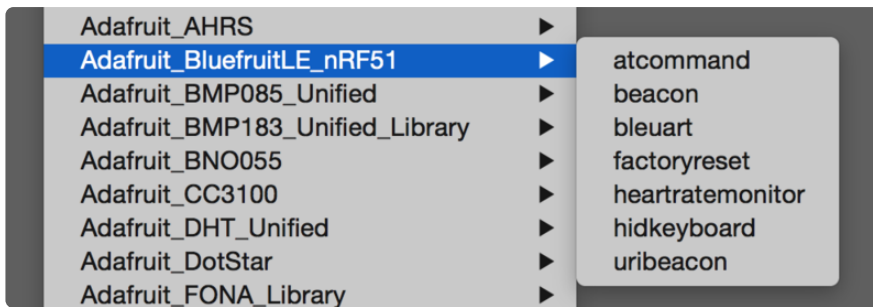 Adafruit_AHRS
Adafruit_BluefruitLE_nRF51
Adafruit_BMP085_Unified
Adafruit_BMP183_Unified_Library
Adafruit_BNO055
Adafruit_CC3100
Adafruit_DHT_Unified
Adafruit_DotStar
Adafruit_FONA_Library
atcommand
beacon
bleuart
factoryreset
heartratemonitor
hidkeyboard
uribeacon